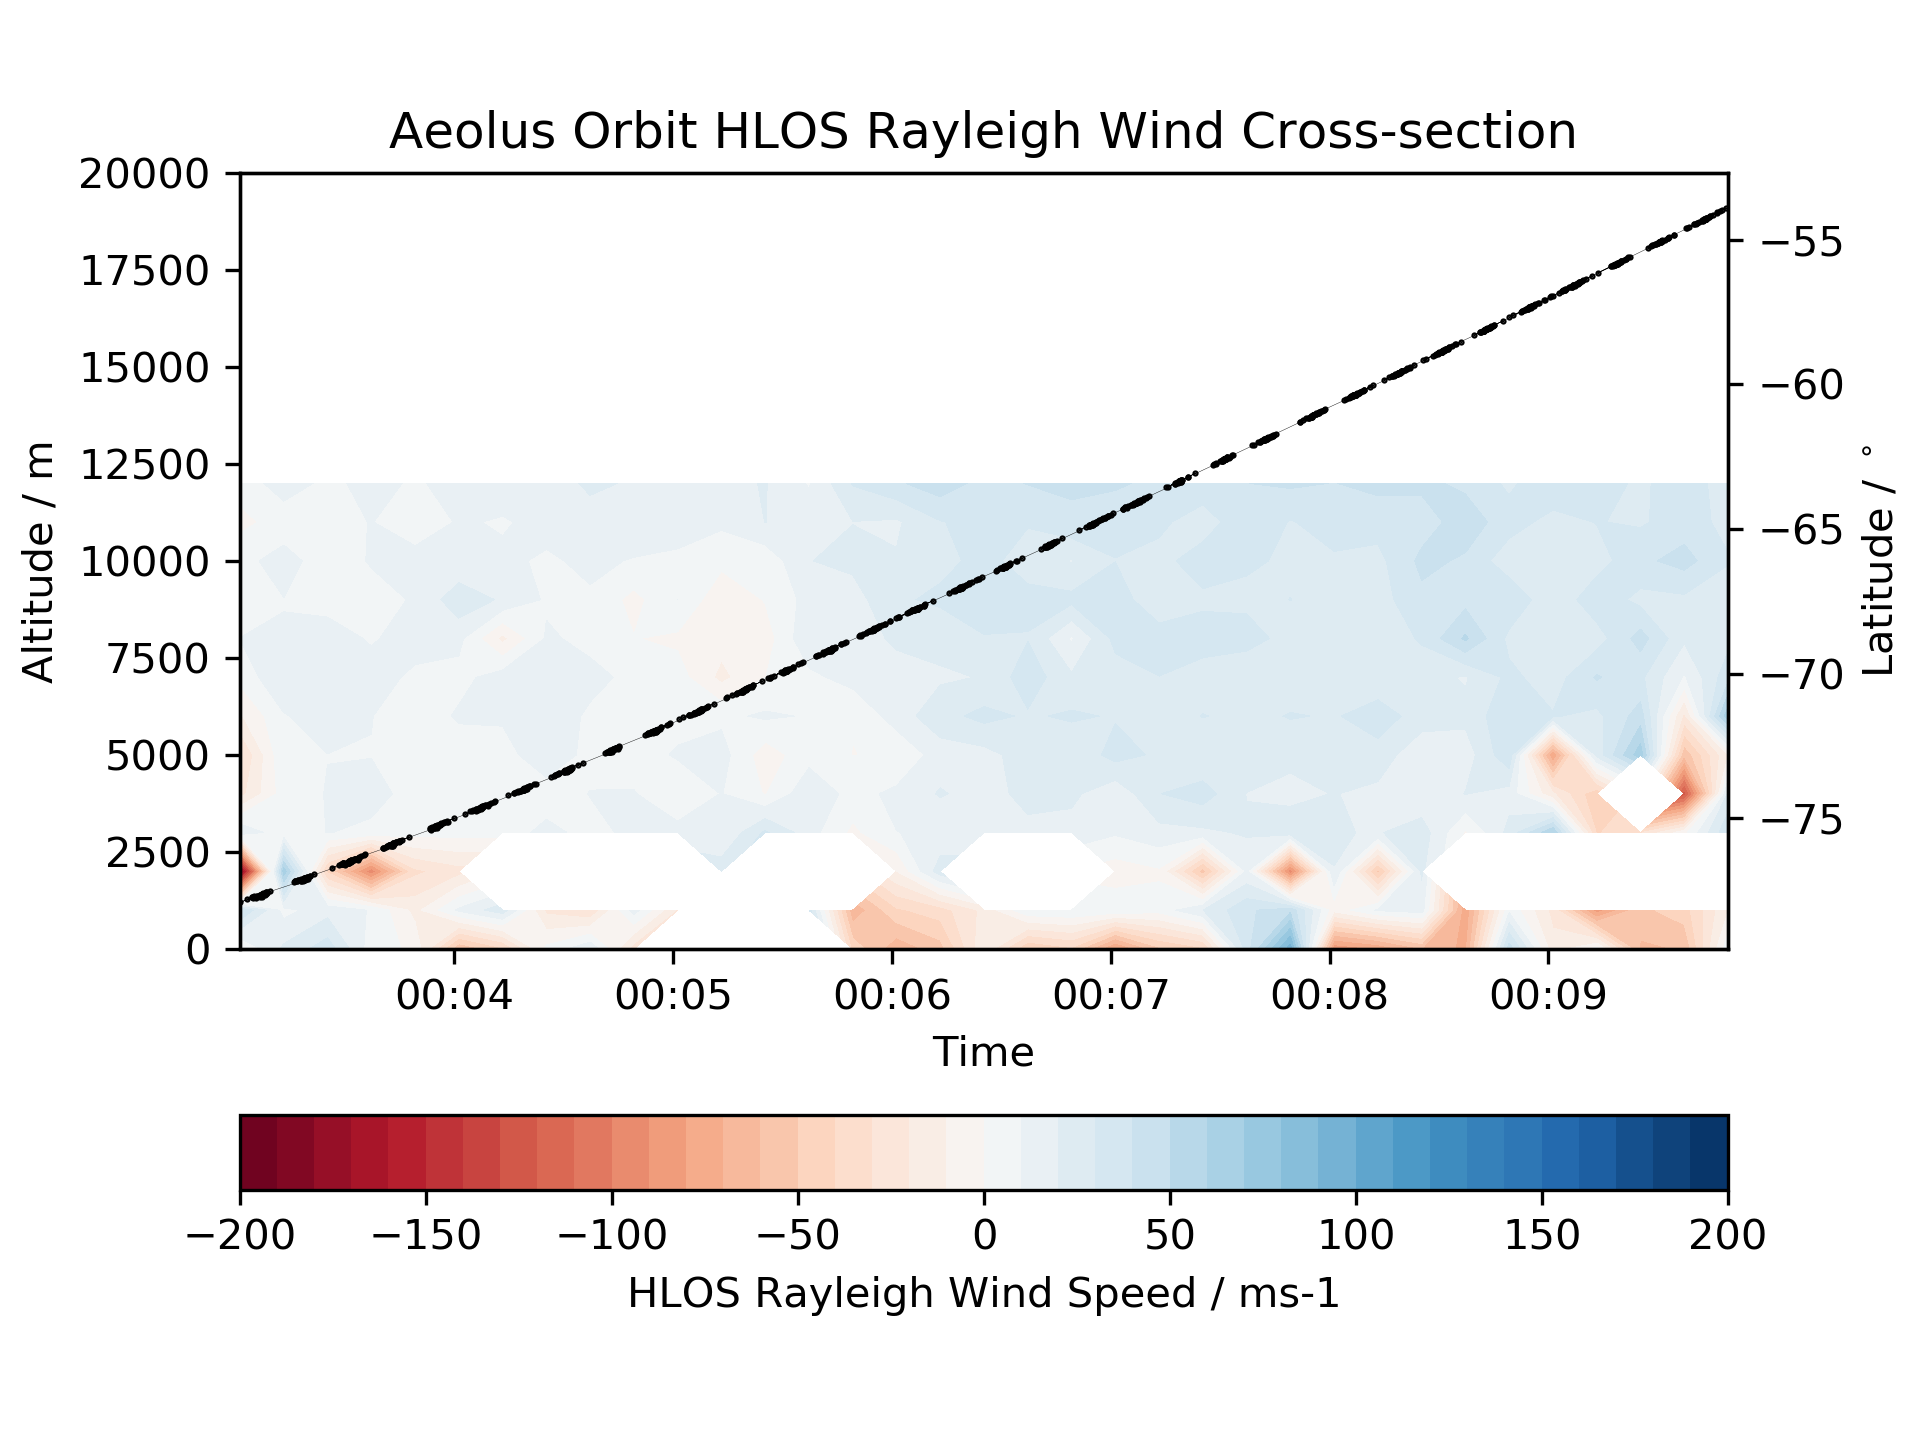 Aeolus Orbit HLOS Rayleigh Wind Cross-section
20000
17500
15000
12500
10000
7500
5000
2500
0
Altitude / m
−55
−60
−65
−70
−75
Latitude / °
00:04 00:05 00:06 00:07 00:08 00:09
Time
−200 −150 −100 −50 0 50 100 150 200
HLOS Rayleigh Wind Speed / ms-1